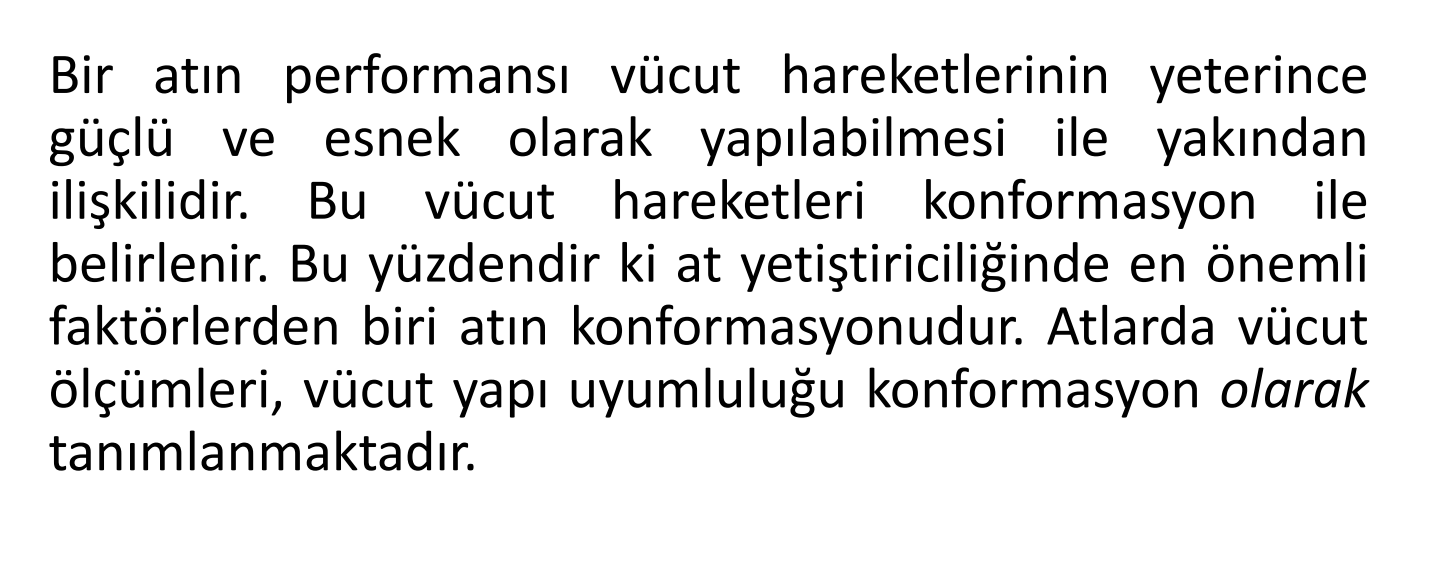 Bir atın performansı vücut hareketlerinin yeterince
güçlü ve esnek olarak yapılabilmesi ile yakından
ilişkilidir. Bu vücut hareketleri konformasyon ile
belirlenir. Bu yüzdendir ki at yetiştiriciliğinde en önemli
faktörlerden biri atın konformasyonudur. Atlarda vücut
ölçümleri, vücut yapı uyumluluğu konformasyon olarak
tanımlanmaktadır.